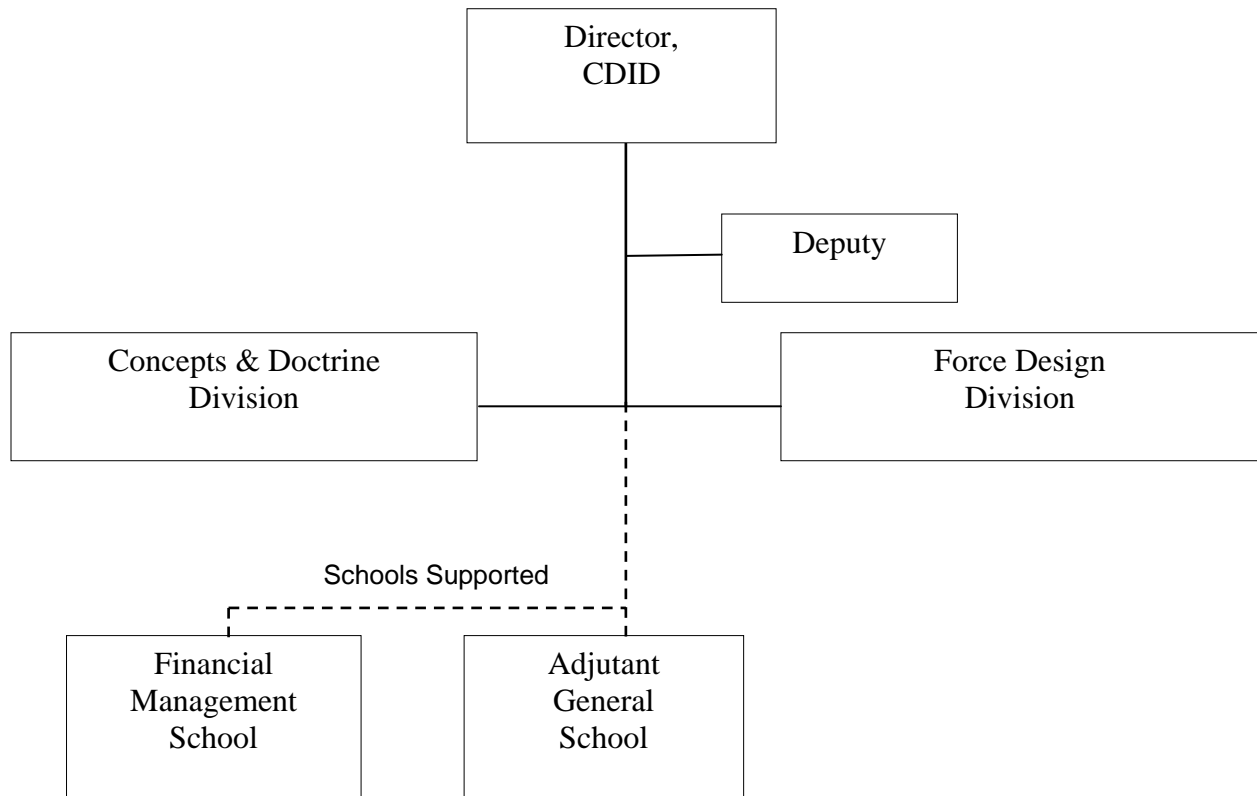 Director,
CDID
Deputy
Concepts & Doctrine
Division
Force Design
Division
Schools Supported
Financial
Management
School
Adjutant
General
School